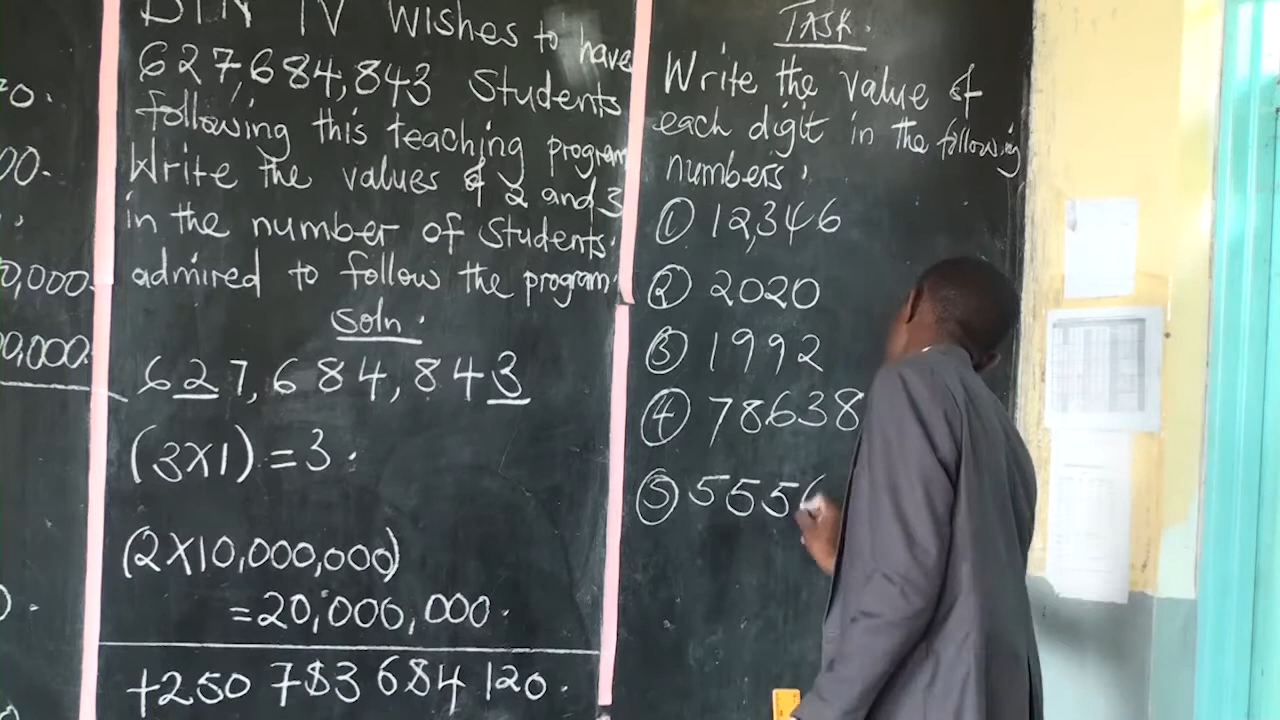 0.
00.
0,000.
00,000.
TV Wishes to have
627,684,843 Students
following this teaching program
Write the values of 2 and 3
in the number of Students
admired to follow the program.
Soln.
627,684,843
(3X1) = 3.
(2X10,000,000)
=20,000,000.
+250 783 684 120.
TASK.
Write the value of
each digit in the following
numbers.
① 12,346
② 2020
③ 1992
④ 78638
⑤ 5556